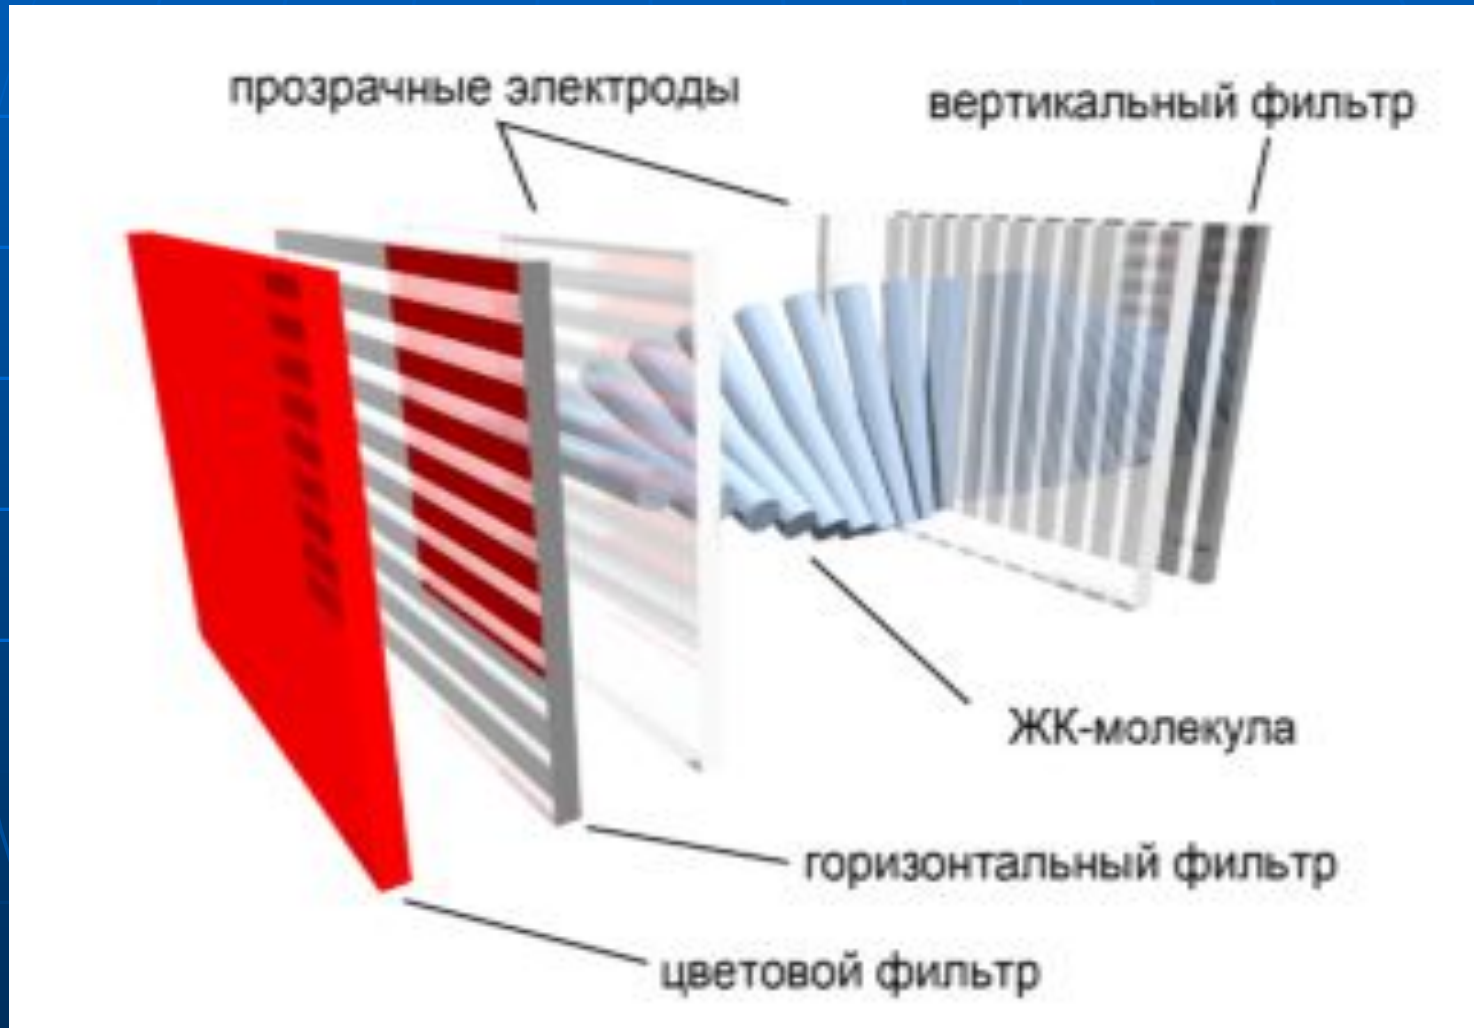 прозрачные электроды
вертикальный фильтр
ЖК-молекула
горизонтальный фильтр
цветовой фильтр